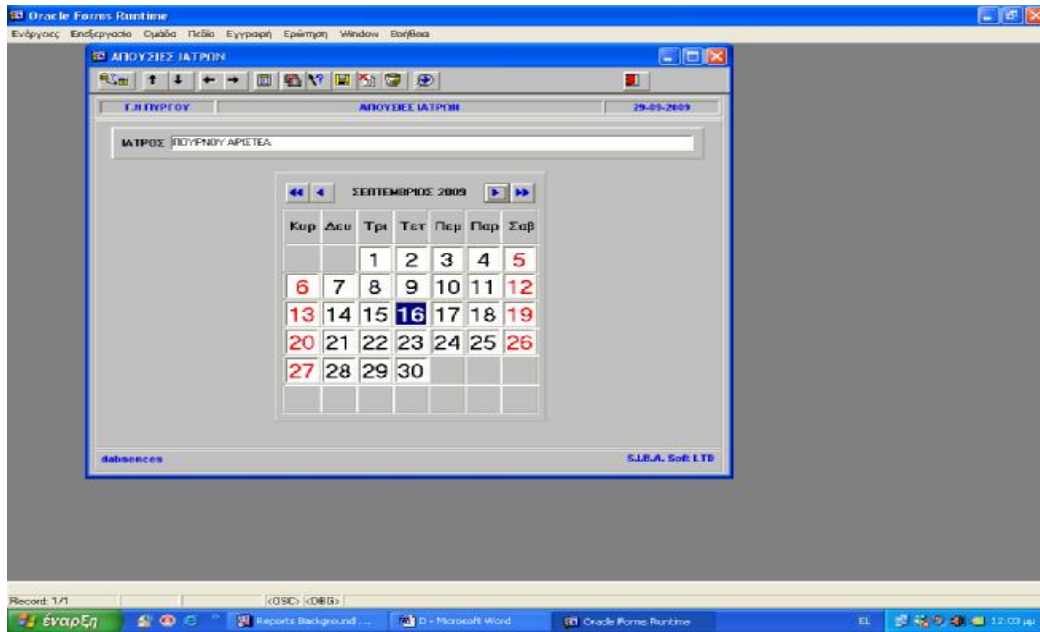 Oracle Forms Runtime
Ενέργειες Επεξεργασία Ομάδα Πεδίο Εγγραφή Ερώτηση Window Βοήθεια
ΑΠΟΥΣΙΕΣ ΙΑΤΡΩΝ
Γ.Ν ΠΥΡΓΟΥ ΑΠΟΥΣΙΕΣ ΙΑΤΡΩΝ 29-09-2009
ΙΑΤΡΟΣ ΠΟΥΡΝΟΥ ΑΡΙΣΤΕΑ
ΣΕΠΤΕΜΒΡΙΟΣ 2009
Κυρ Δευ Τρι Τετ Πεμ Παρ Σαβ
1 2 3 4 5
6 7 8 9 10 11 12
13 14 15 16 17 18 19
20 21 22 23 24 25 26
27 28 29 30
dabsences S.I.B.A. Soft LTD
Record: 1/1 <OSC> <DBG>
έναρξη Reports Background ... D - Microsoft Word Oracle Forms Runtime EL 12:03 μμ